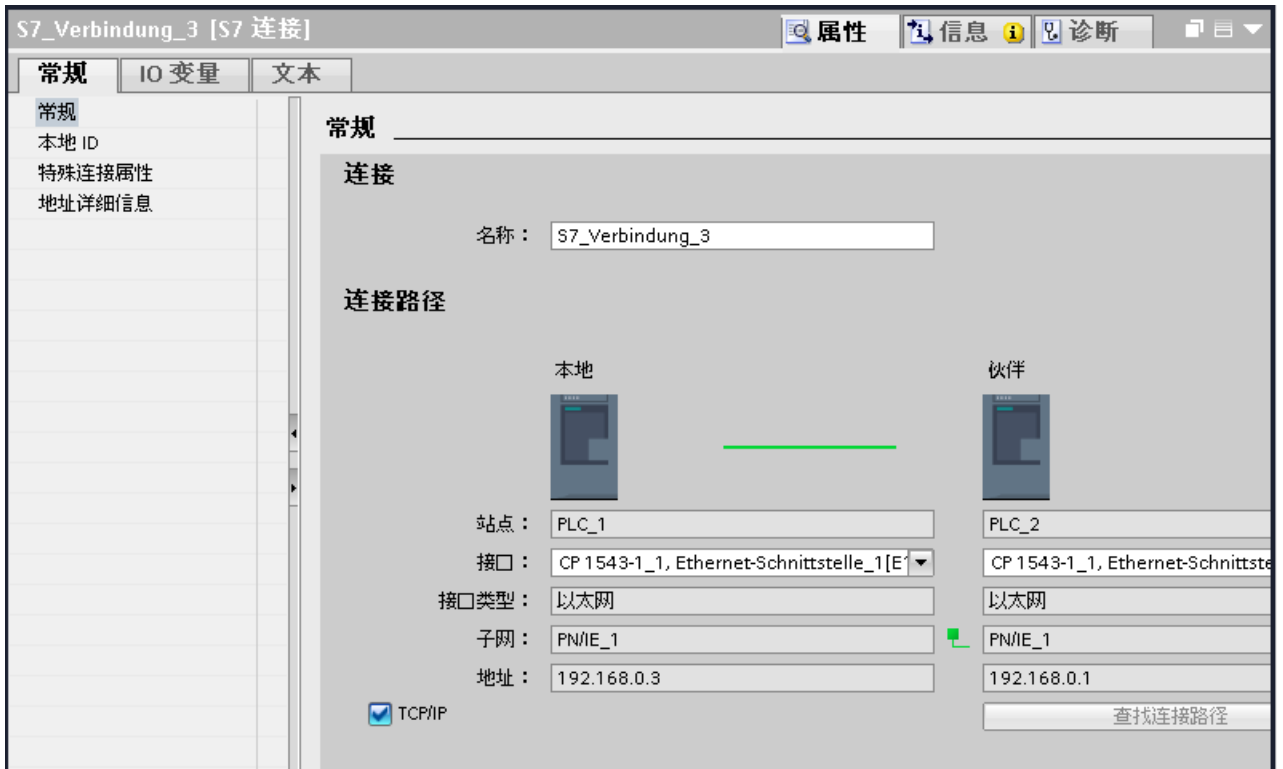 S7_Verbindung_3 [S7 连接]
属性 信息 诊断
常规 IO 变量 文本
常规
本地 ID
特殊连接属性
地址详细信息
常规
连接
名称： S7_Verbindung_3
连接路径
本地 伙伴
站点： PLC_1 PLC_2
接口： CP 1543-1_1, Ethernet-Schnittstelle_1[E1 CP 1543-1_1, Ethernet-Schnittste
接口类型： 以太网 以太网
子网： PN/IE_1 PN/IE_1
地址： 192.168.0.3 192.168.0.1
TCP/IP 查找连接路径